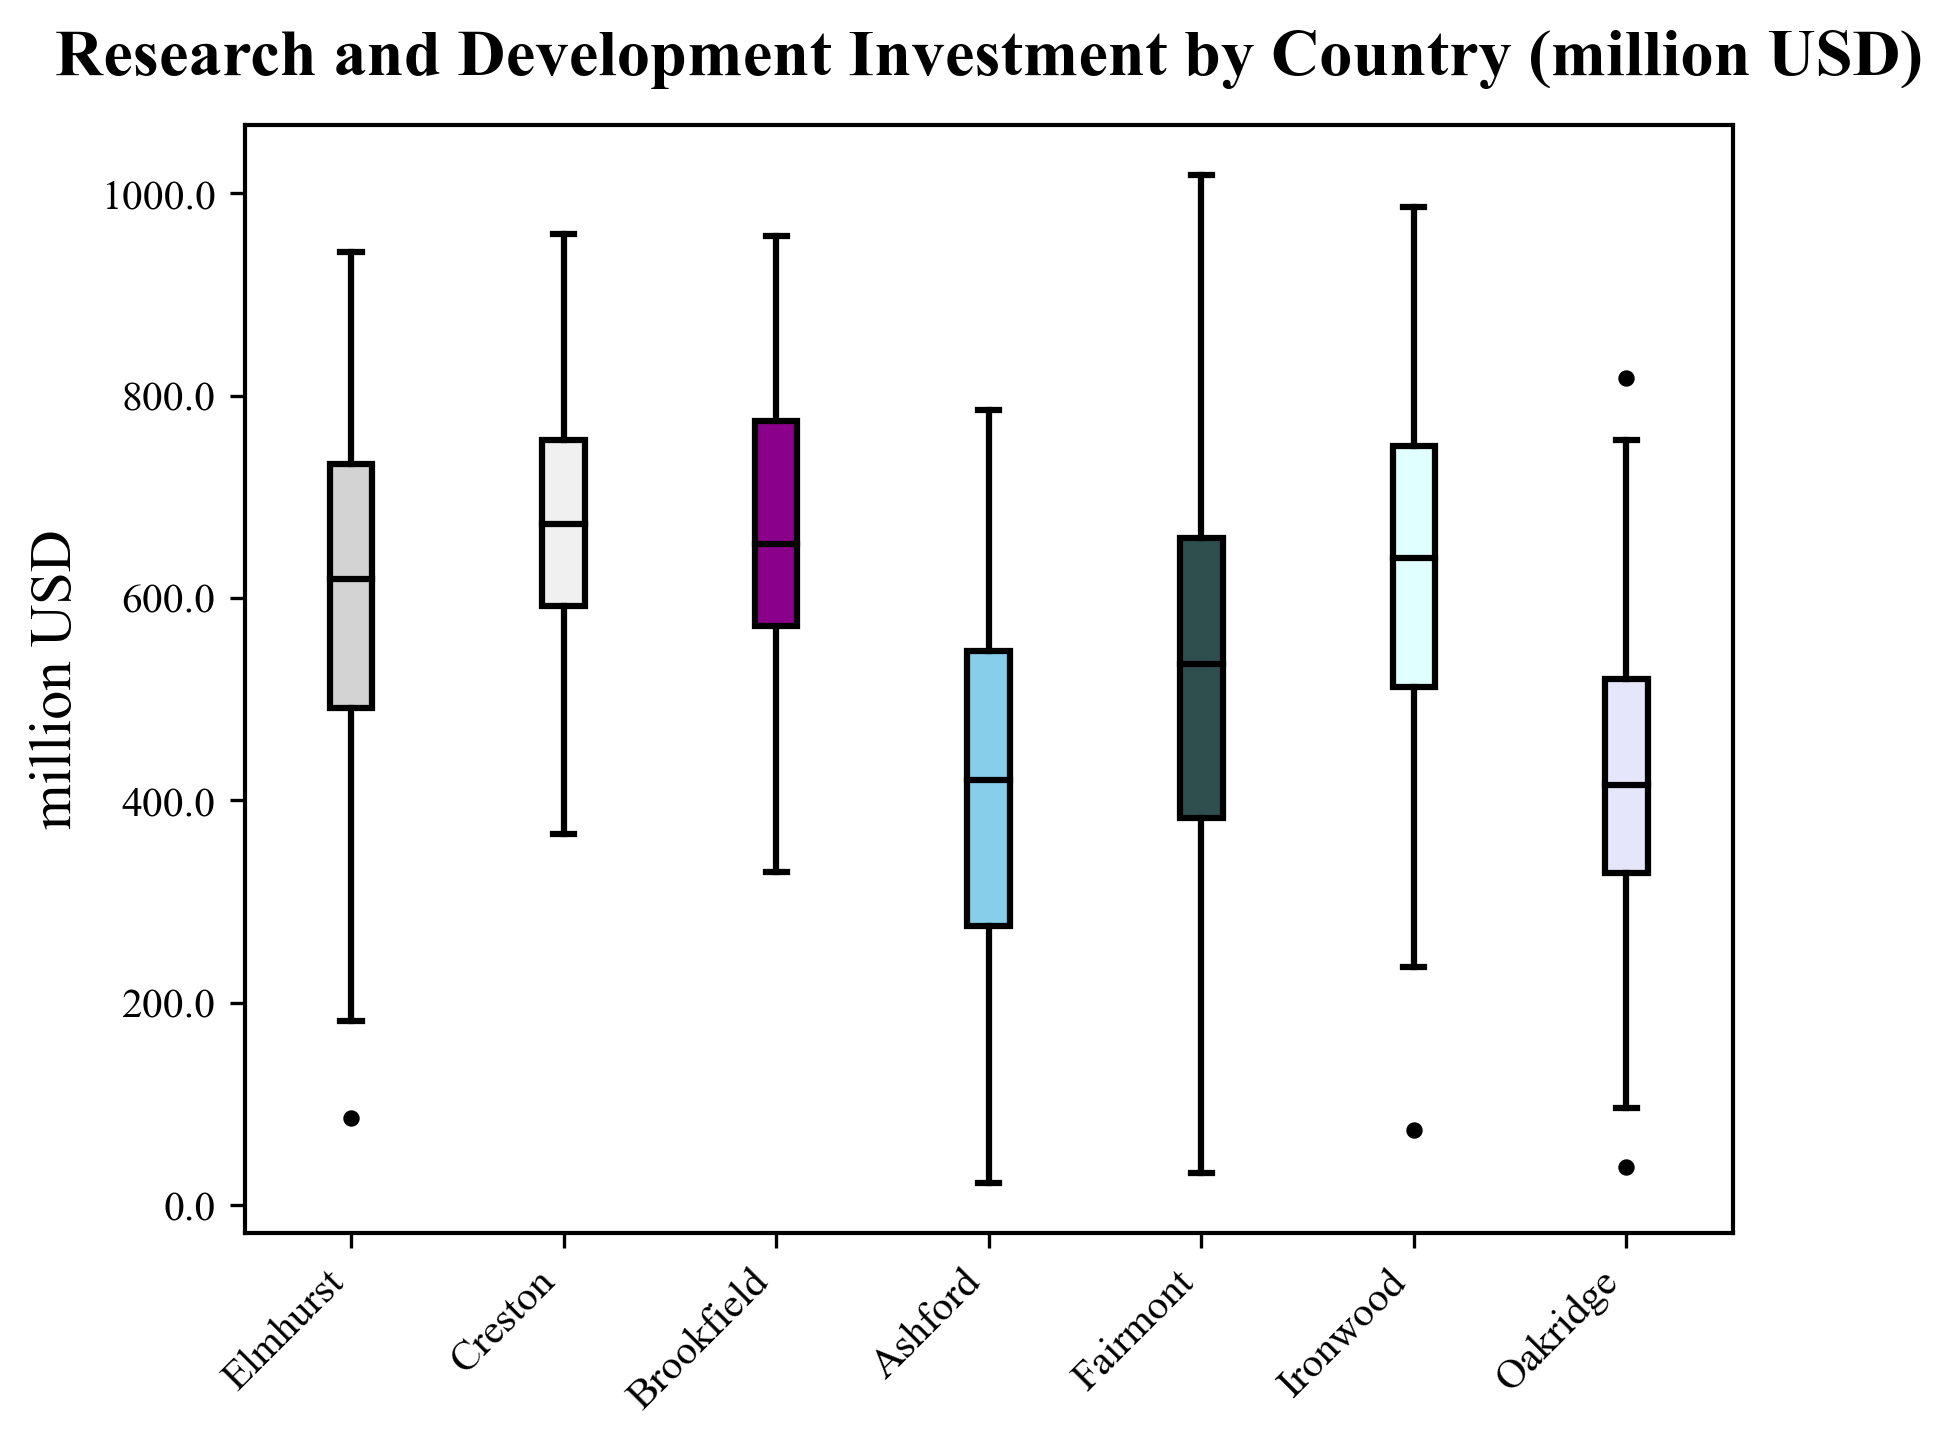 Research and Development Investment by Country (million USD)
million USD
1000.0
800.0
600.0
400.0
200.0
0.0
Elmhurst
Creston
Brookfield
Ashford
Fairmont
Ironwood
Oakridge